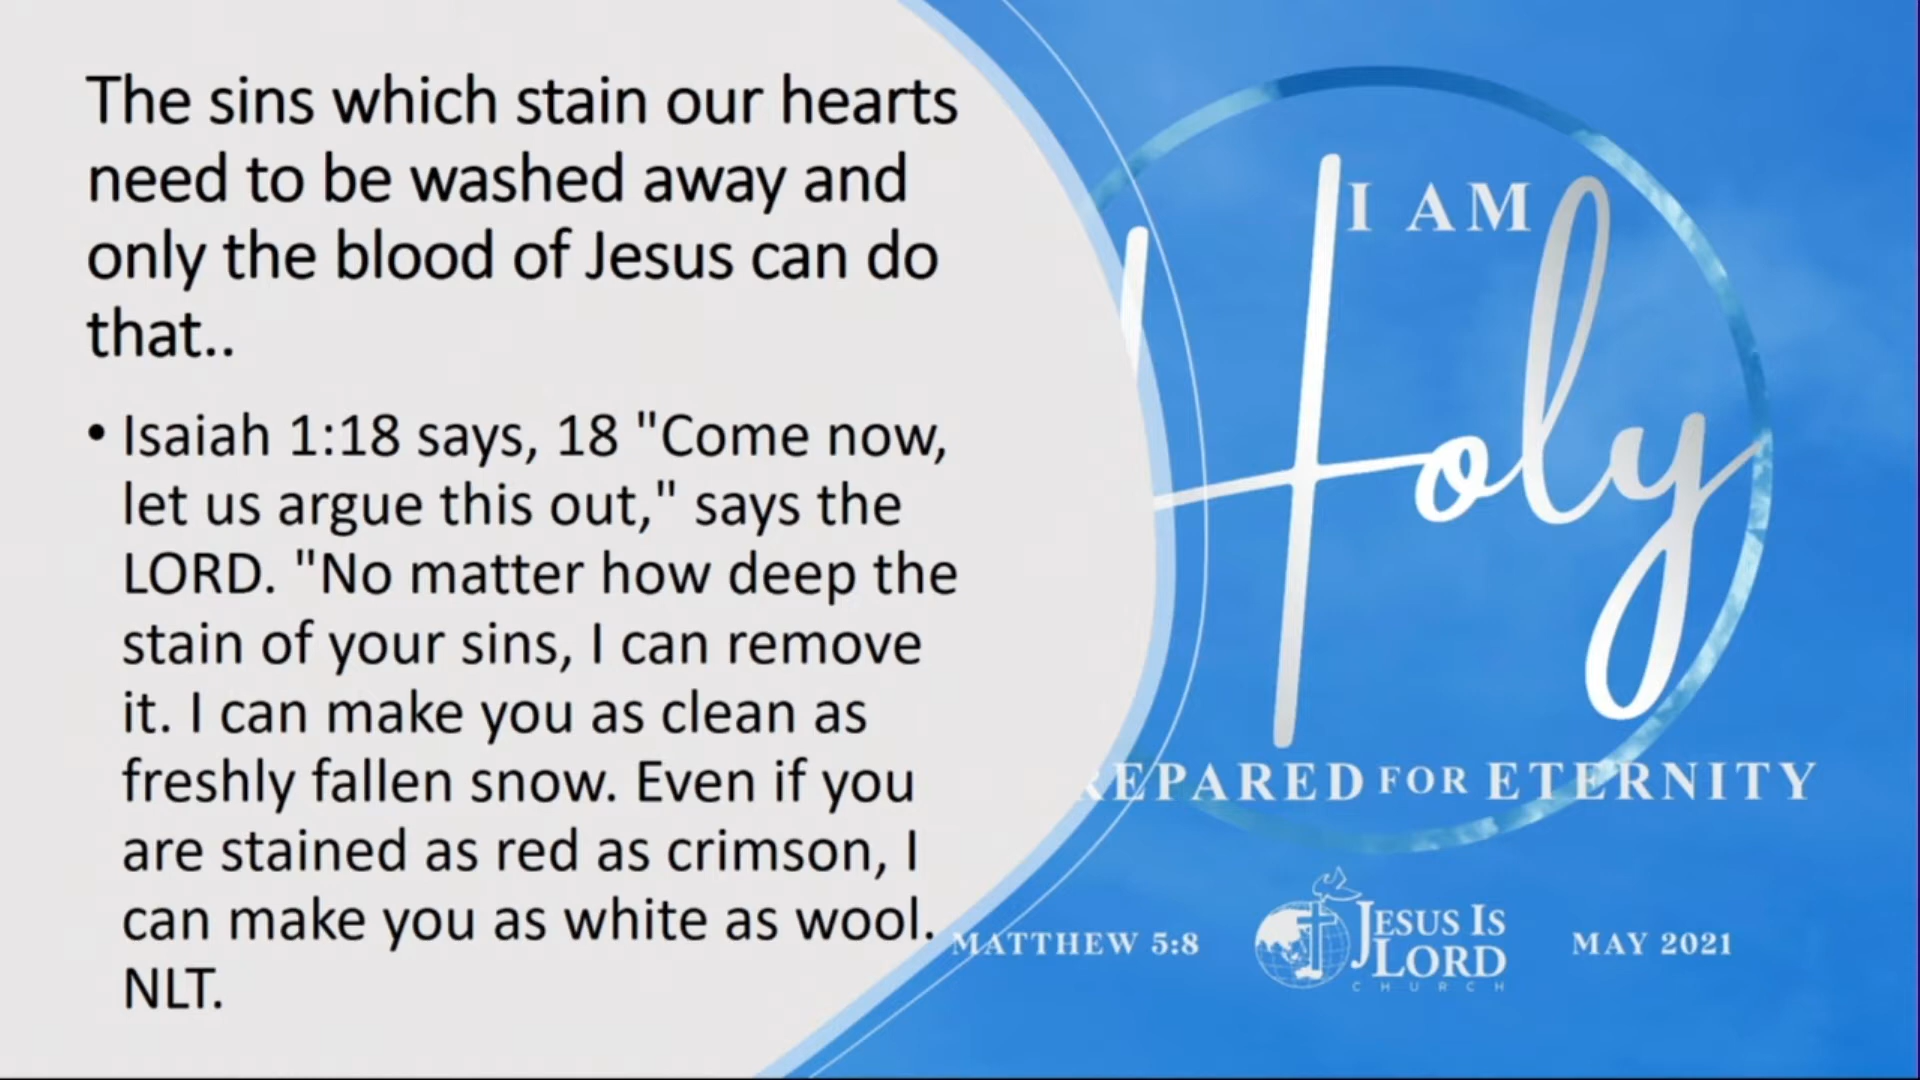 The sins which stain our hearts
need to be washed away and
only the blood of Jesus can do
that..
• Isaiah 1:18 says, 18 "Come now,
let us argue this out," says the
LORD. "No matter how deep the
stain of your sins, I can remove
it. I can make you as clean as
freshly fallen snow. Even if you
are stained as red as crimson, I
can make you as white as wool.
NLT.
I AM
Holy
REPARED FOR ETERNITY
MATTHEW 5:8
JESUS IS
LORD
CHURCH
MAY 2021